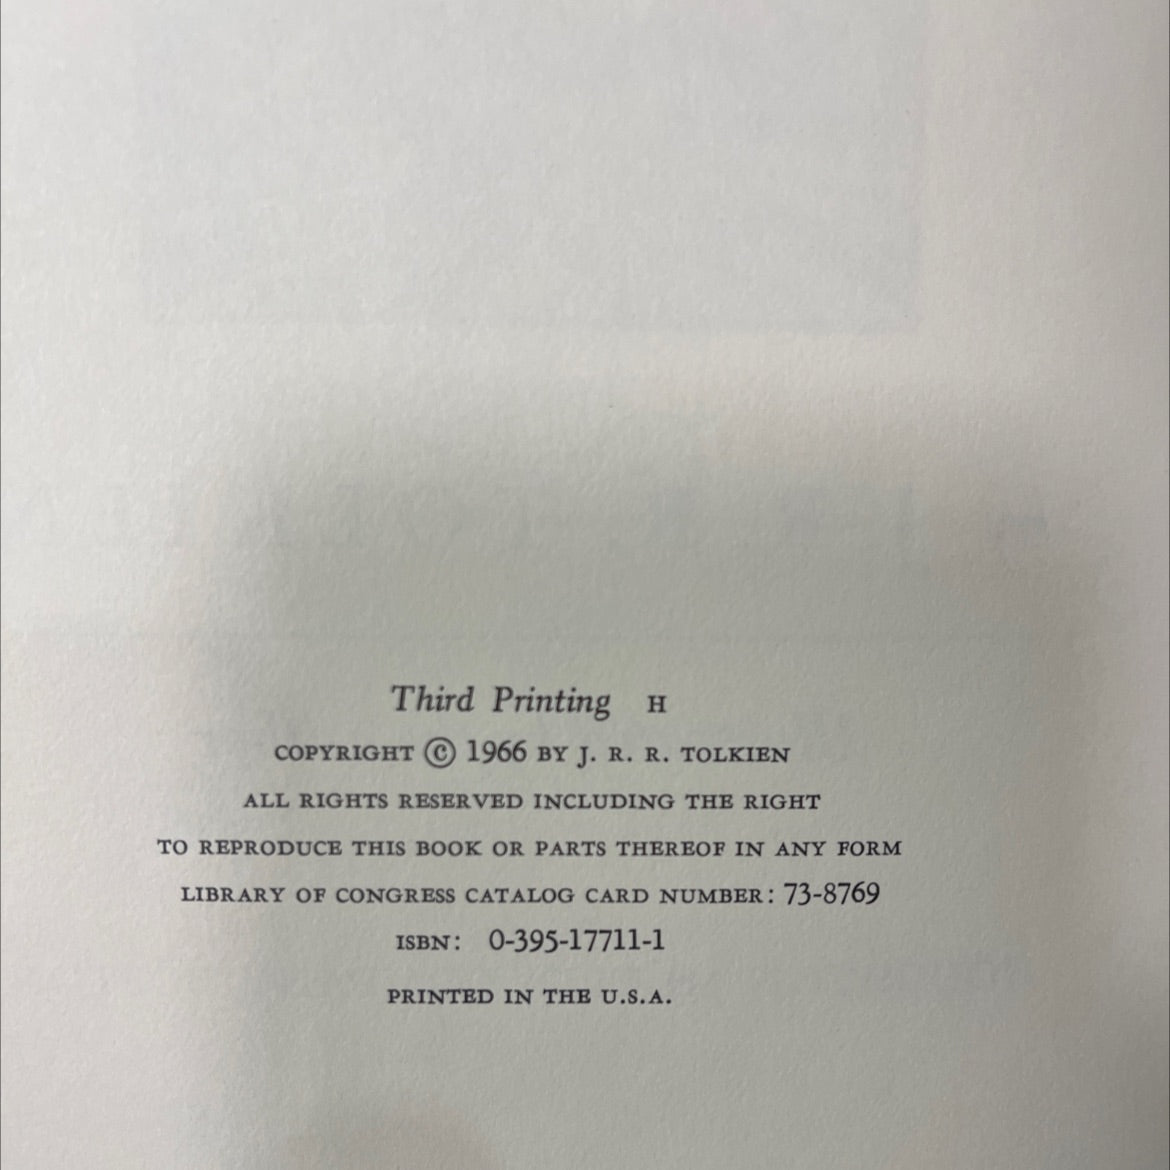 Third Printing H
COPYRIGHT © 1966 BY J. R. R. TOLKIEN
ALL RIGHTS RESERVED INCLUDING THE RIGHT
TO REPRODUCE THIS BOOK OR PARTS THEREOF IN ANY FORM
LIBRARY OF CONGRESS CATALOG CARD NUMBER: 73-8769
ISBN: 0-395-17711-1
PRINTED IN THE U.S.A.